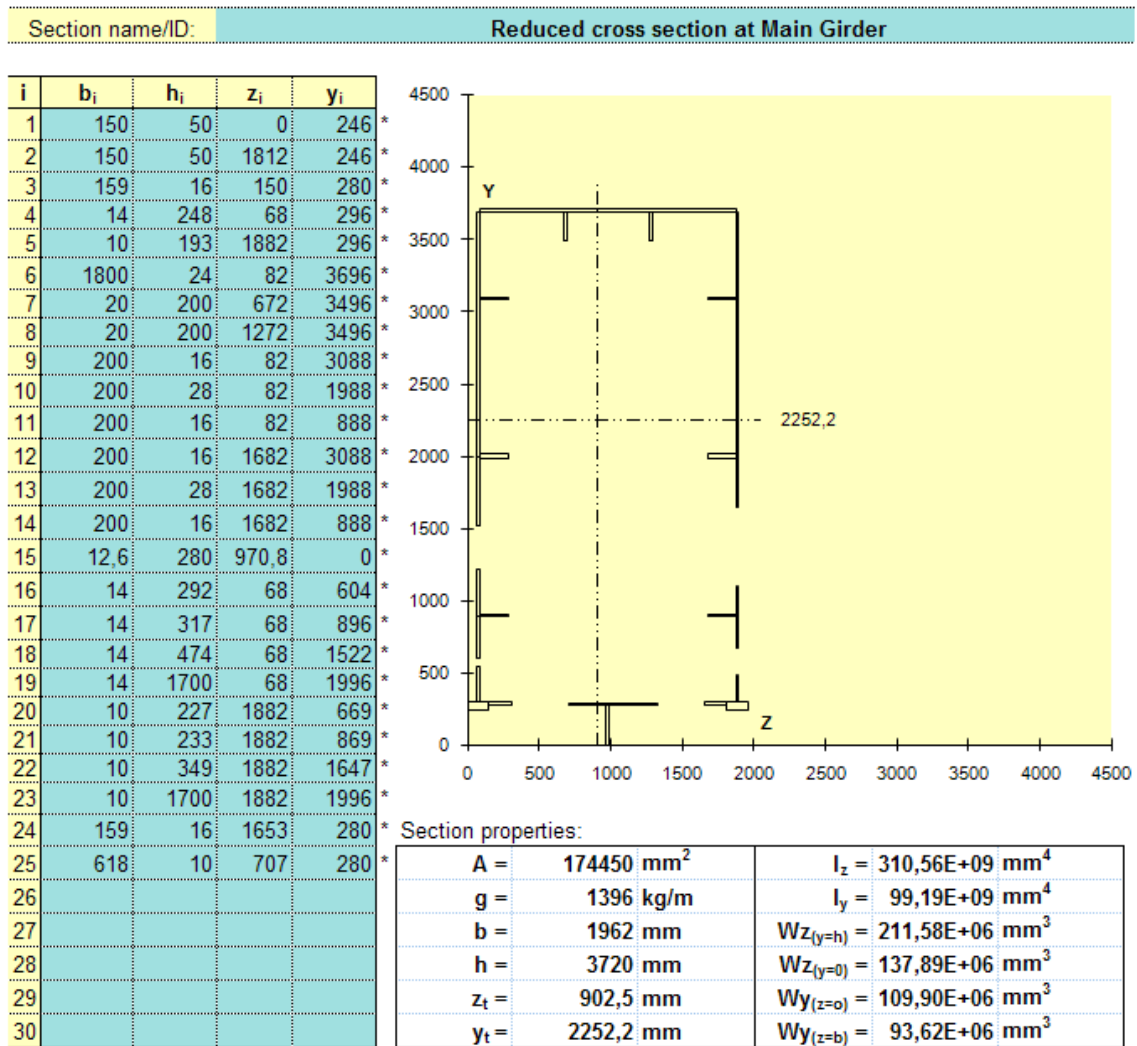 Section name/ID: Reduced cross section at Main Girder
i bi hi zi yi
1 150 50 0 246 *
2 150 50 1812 246 *
3 159 16 150 280 *
4 14 248 68 296 *
5 10 193 1882 296 *
6 1800 24 82 3696 *
7 20 200 672 3496 *
8 20 200 1272 3496 *
9 200 16 82 3088 *
10 200 28 82 1988 *
11 200 16 82 888 *
12 200 16 1682 3088 *
13 200 28 1682 1988 *
14 200 16 1682 888 *
15 12,6 280 970,8 0 *
16 14 292 68 604 *
17 14 317 68 896 *
18 14 474 68 1522 *
19 14 1700 68 1996 *
20 10 227 1882 669 *
21 10 233 1882 869 *
22 10 349 1882 1647 *
23 10 1700 1882 1996 *
24 159 16 1653 280 *
25 618 10 707 280 *
26
27
28
29
30
4500
4000
Y
3500
3000
2500
2252,2
2000
1500
1000
500
Z
0
0 500 1000 1500 2000 2500 3000 3500 4000 4500
Section properties:
A = 174450 mm² Iz = 310,56E+09 mm⁴
g = 1396 kg/m Iy = 99,19E+09 mm⁴
b = 1962 mm Wz(y=h) = 211,58E+06 mm³
h = 3720 mm Wz(y=0) = 137,89E+06 mm³
zt = 902,5 mm Wy(z=o) = 109,90E+06 mm³
yt = 2252,2 mm Wy(z=b) = 93,62E+06 mm³